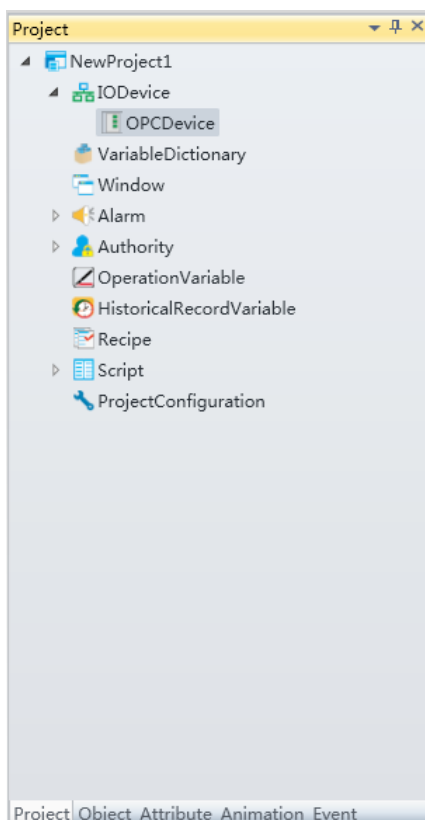 Project
NewProject1
IODevice
OPCDevice
VariableDictionary
Window
Alarm
Authority
OperationVariable
HistoricalRecordVariable
Recipe
Script
ProjectConfiguration
Project Object Attribute Animation Event